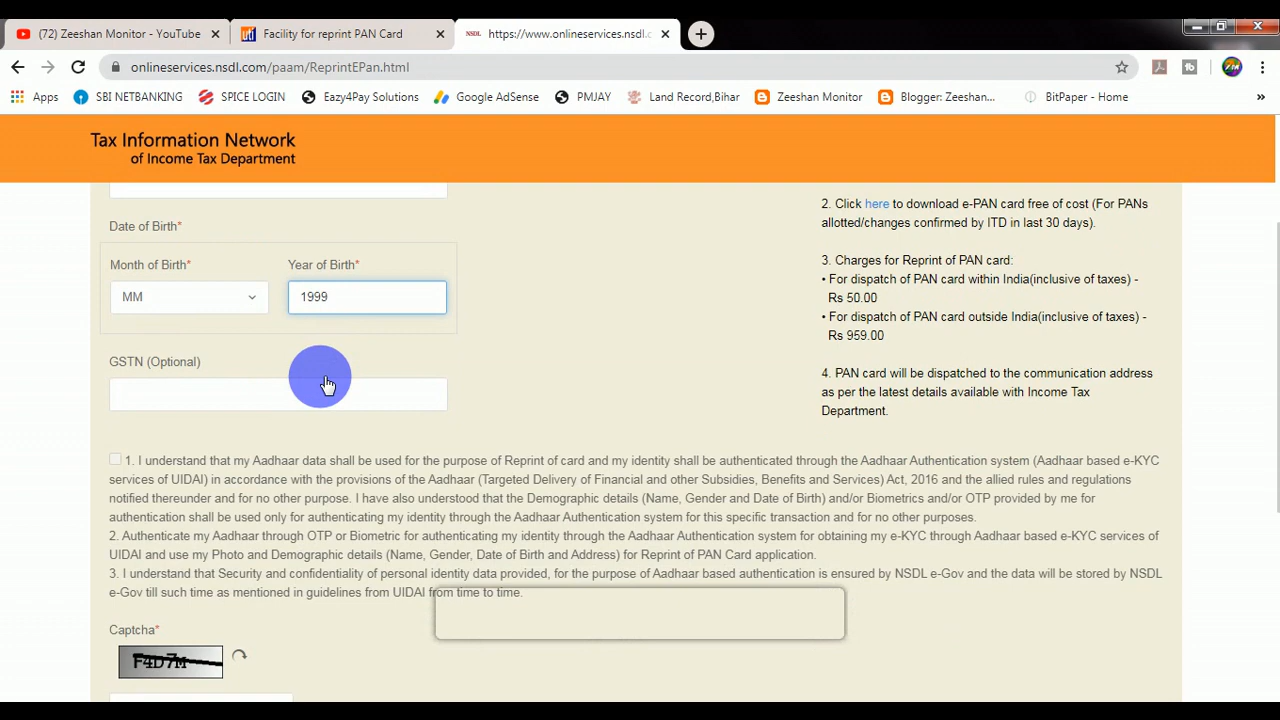 (72) Zeeshan Monitor - YouTube
uti Facility for reprint PAN Card
NSDL https://www.onlineservices.nsdl.c
onlineservices.nsdl.com/paam/ReprintEPan.html
Apps SBI NETBANKING SPICE LOGIN Eazy4Pay Solutions Google AdSense PMJAY Land Record,Bihar Zeeshan Monitor Blogger: Zeeshan... BitPaper - Home »
Tax Information Network
of Income Tax Department
Date of Birth*
Month of Birth* Year of Birth*
MM 1999
GSTN (Optional)
2. Click here to download e-PAN card free of cost (For PANs
allotted/changes confirmed by ITD in last 30 days).
3. Charges for Reprint of PAN card:
• For dispatch of PAN card within India(inclusive of taxes) -
Rs 50.00
• For dispatch of PAN card outside India(inclusive of taxes) -
Rs 959.00
4. PAN card will be dispatched to the communication address
as per the latest details available with Income Tax
Department.
1. I understand that my Aadhaar data shall be used for the purpose of Reprint of card and my identity shall be authenticated through the Aadhaar Authentication system (Aadhaar based e-KYC
services of UIDAI) in accordance with the provisions of the Aadhaar (Targeted Delivery of Financial and other Subsidies, Benefits and Services) Act, 2016 and the allied rules and regulations
notified thereunder and for no other purpose. I have also understood that the Demographic details (Name, Gender and Date of Birth) and/or Biometrics and/or OTP provided by me for
authentication shall be used only for authenticating my identity through the Aadhaar Authentication system for this specific transaction and for no other purposes.
2. Authenticate my Aadhaar through OTP or Biometric for authenticating my identity through the Aadhaar Authentication system for obtaining my e-KYC through Aadhaar based e-KYC services of
UIDAI and use my Photo and Demographic details (Name, Gender, Date of Birth and Address) for Reprint of PAN Card application.
3. I understand that Security and confidentiality of personal identity data provided, for the purpose of Aadhaar based authentication is ensured by NSDL e-Gov and the data will be stored by NSDL
e-Gov till such time as mentioned in guidelines from UIDAI from time to time.
Captcha*
F4D7M